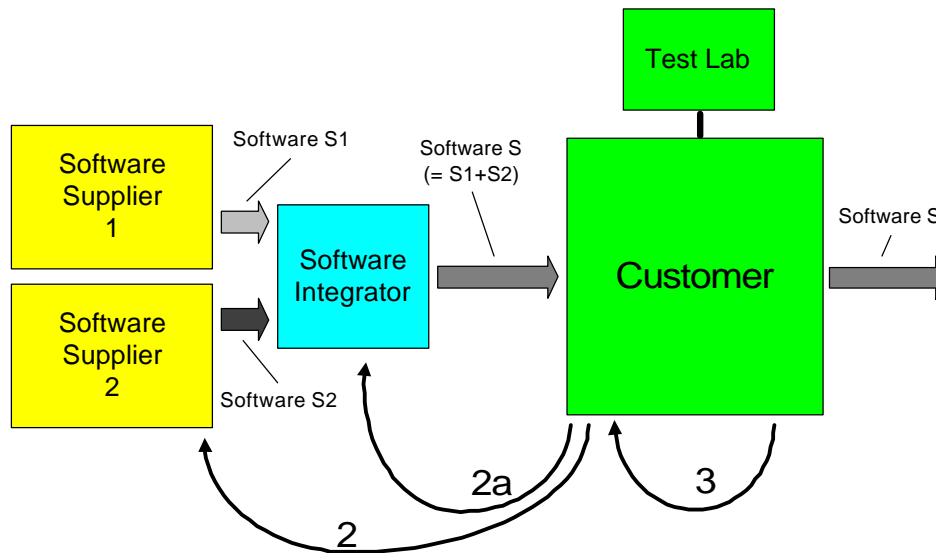 Test Lab
Software S1
Software
Supplier
1
Software S
(= S1+S2)
Software S
Software
Integrator
Customer
Software
Supplier
2
Software S2
2a
3
2